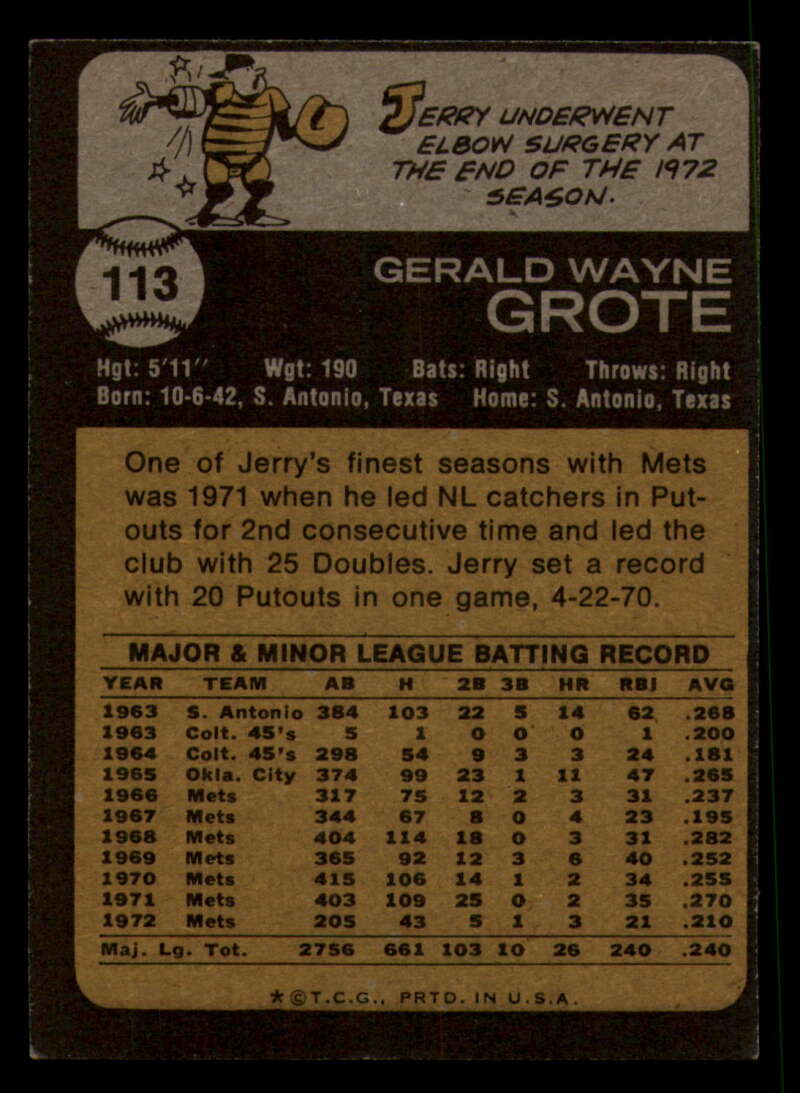 JERRY UNDERWENT
ELBOW SURGERY AT
THE END OF THE 1972
SEASON.
113
GERALD WAYNE
GROTE
Hgt: 5'11" Wgt: 190 Bats: Right Throws: Right
Born: 10-6-42, S. Antonio, Texas Home: S. Antonio, Texas
One of Jerry's finest seasons with Mets
was 1971 when he led NL catchers in Put-
outs for 2nd consecutive time and led the
club with 25 Doubles. Jerry set a record
with 20 Putouts in one game, 4-22-70.
MAJOR & MINOR LEAGUE BATTING RECORD
YEAR TEAM AB H 2B 3B HR RBI AVG
1963 S. Antonio 384 103 22 5 14 62 .268
1963 Colt. 45's 5 1 0 0 0 1 .200
1964 Colt. 45's 298 54 9 3 3 24 .181
1965 Okla. City 374 99 23 1 11 47 .265
1966 Mets 317 75 12 2 3 31 .237
1967 Mets 344 67 8 0 4 23 .195
1968 Mets 404 114 18 0 3 31 .282
1969 Mets 365 92 12 3 6 40 .252
1970 Mets 415 106 14 1 2 34 .255
1971 Mets 403 109 25 0 2 35 .270
1972 Mets 205 43 5 1 3 21 .210
Maj. Lg. Tot. 2756 661 103 10 26 240 .240
*©T.C.G., PRTD. IN U.S.A.